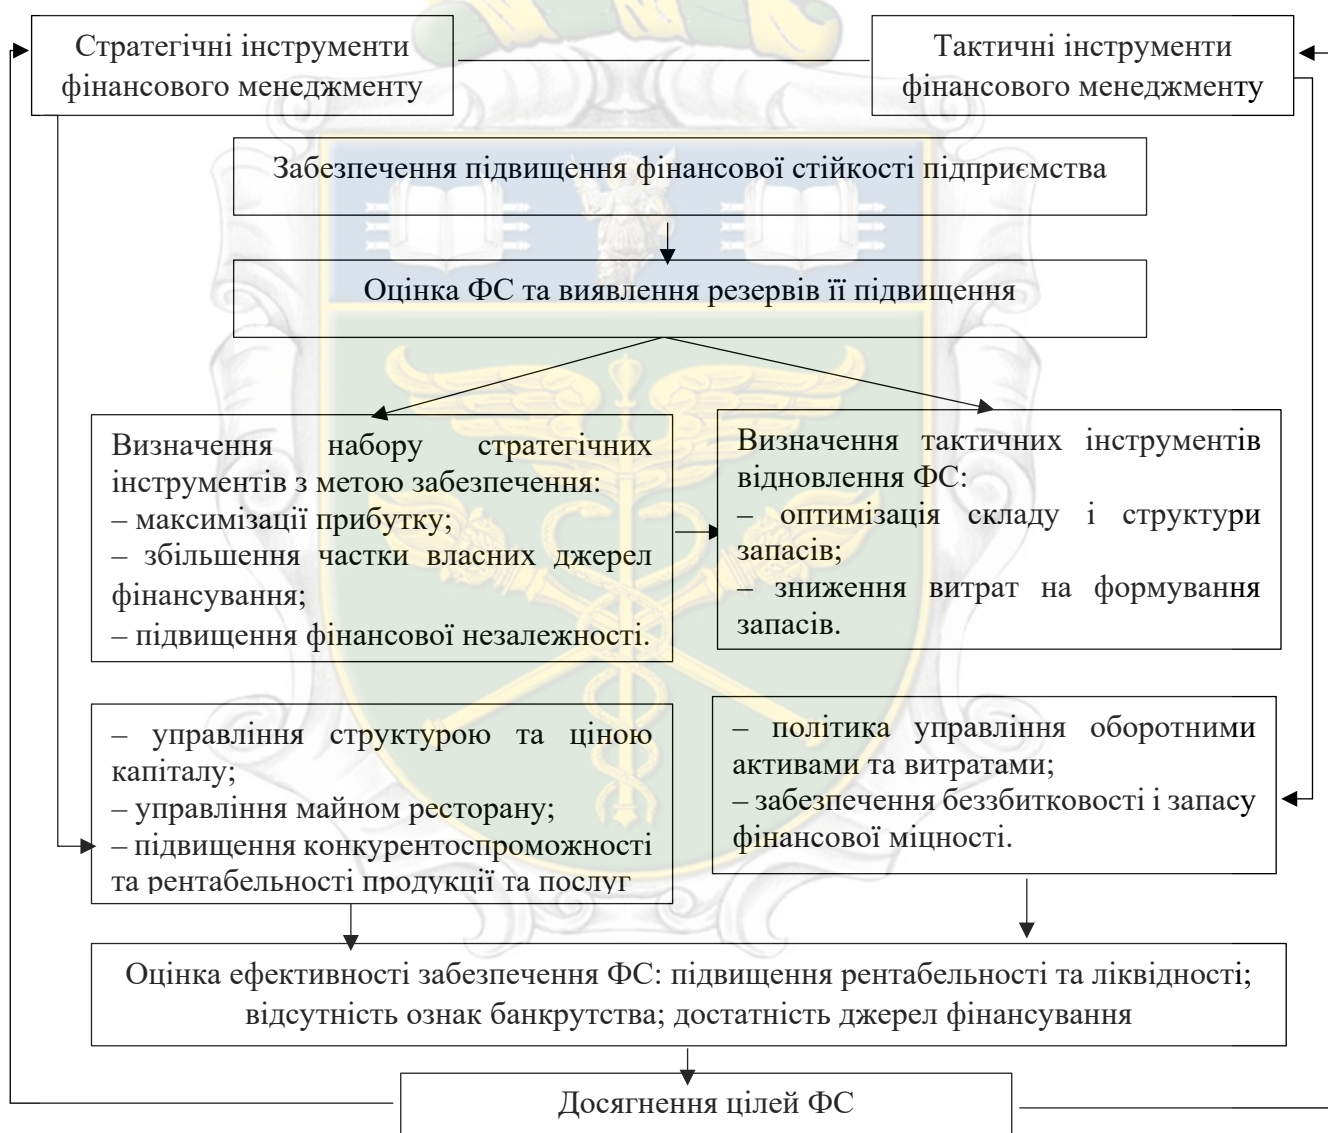 Стратегічні інструменти
фінансового менеджменту
Тактичні інструменти
фінансового менеджменту
Забезпечення підвищення фінансової стійкості підприємства
Оцінка ФС та виявлення резервів її підвищення
Визначення набору стратегічних
інструментів з метою забезпечення:
– максимізації прибутку;
– збільшення частки власних джерел
фінансування;
– підвищення фінансової незалежності.
Визначення тактичних інструментів
відновлення ФС:
– оптимізація складу і структури
запасів;
– зниження витрат на формування
запасів.
– управління структурою та ціною
капіталу;
– управління майном ресторану;
– підвищення конкурентоспроможності
та рентабельності продукції та послуг
– політика управління оборотними
активами та витратами;
– забезпечення беззбитковості і запасу
фінансової міцності.
Оцінка ефективності забезпечення ФС: підвищення рентабельності та ліквідності;
відсутність ознак банкрутства; достатність джерел фінансування
Досягнення цілей ФС